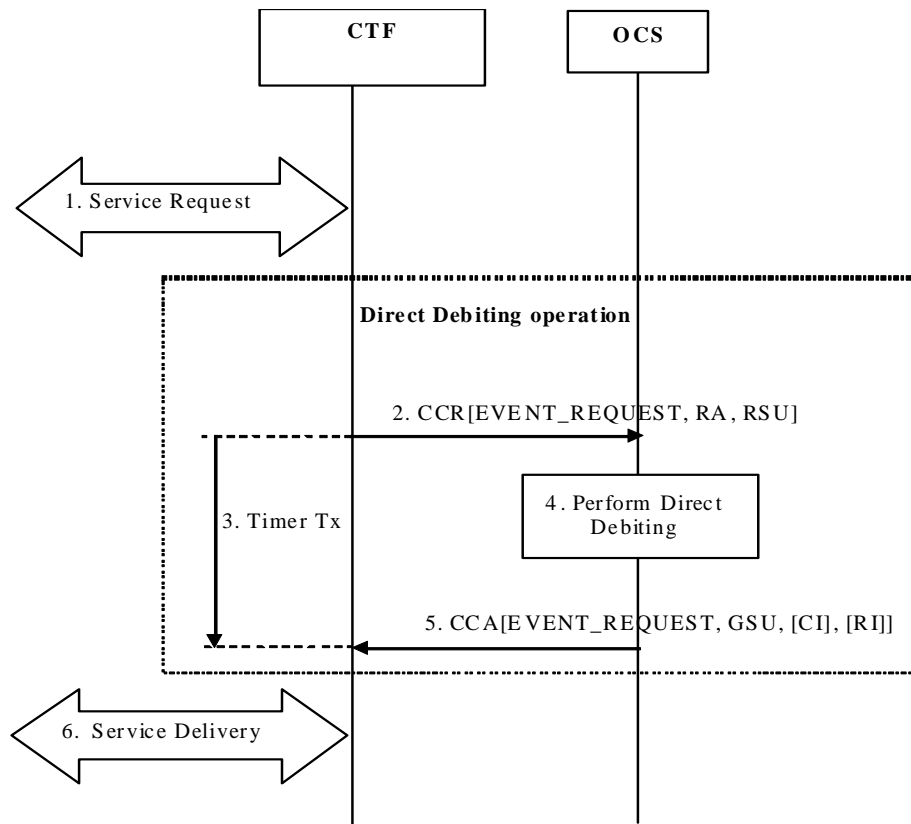 CTF
OCS
1. Service Request
Direct Debiting operation
2. CCR[EVENT_REQUEST, RA, RSU]
3. Timer Tx
4. Perform Direct
Debiting
5. CCA[EVENT_REQUEST, GSU, [CI], [RI]]
6. Service Delivery